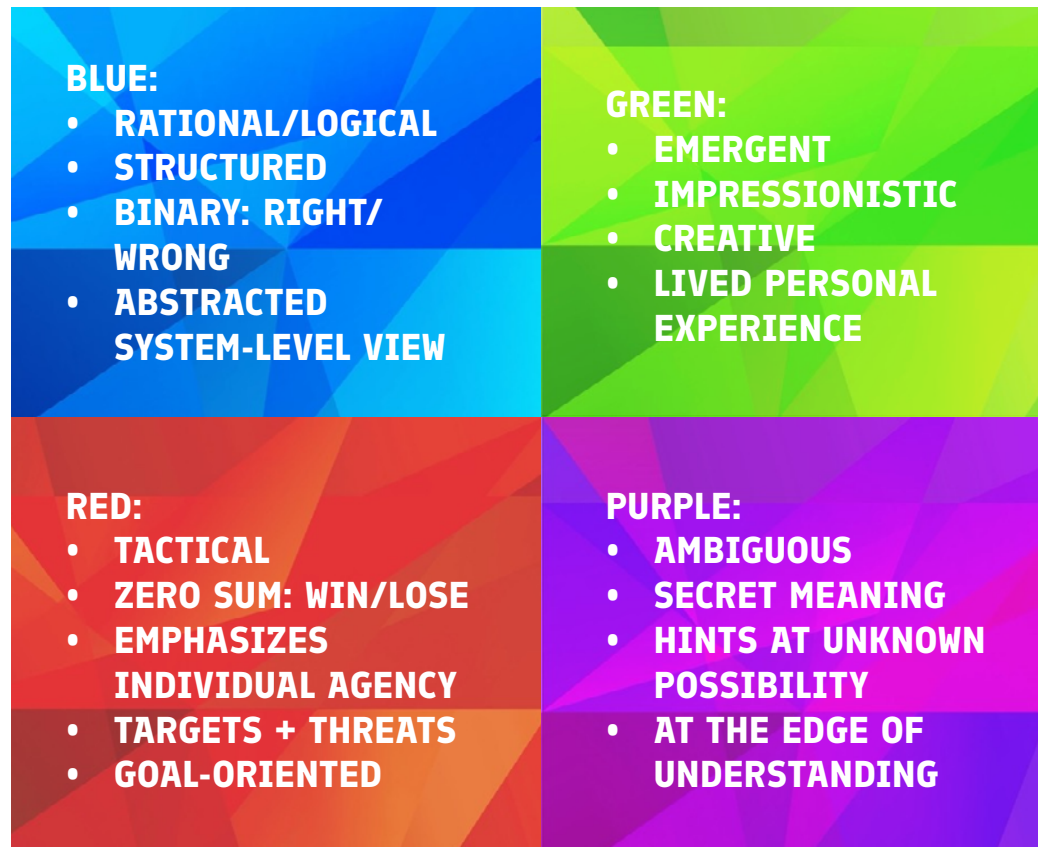 BLUE:
• RATIONAL/LOGICAL
• STRUCTURED
• BINARY: RIGHT/
WRONG
• ABSTRACTED
SYSTEM-LEVEL VIEW
GREEN:
• EMERGENT
• IMPRESSIONISTIC
• CREATIVE
• LIVED PERSONAL
EXPERIENCE
RED:
• TACTICAL
• ZERO SUM: WIN/LOSE
• EMPHASIZES
INDIVIDUAL AGENCY
• TARGETS + THREATS
• GOAL-ORIENTED
PURPLE:
• AMBIGUOUS
• SECRET MEANING
• HINTS AT UNKNOWN
POSSIBILITY
• AT THE EDGE OF
UNDERSTANDING